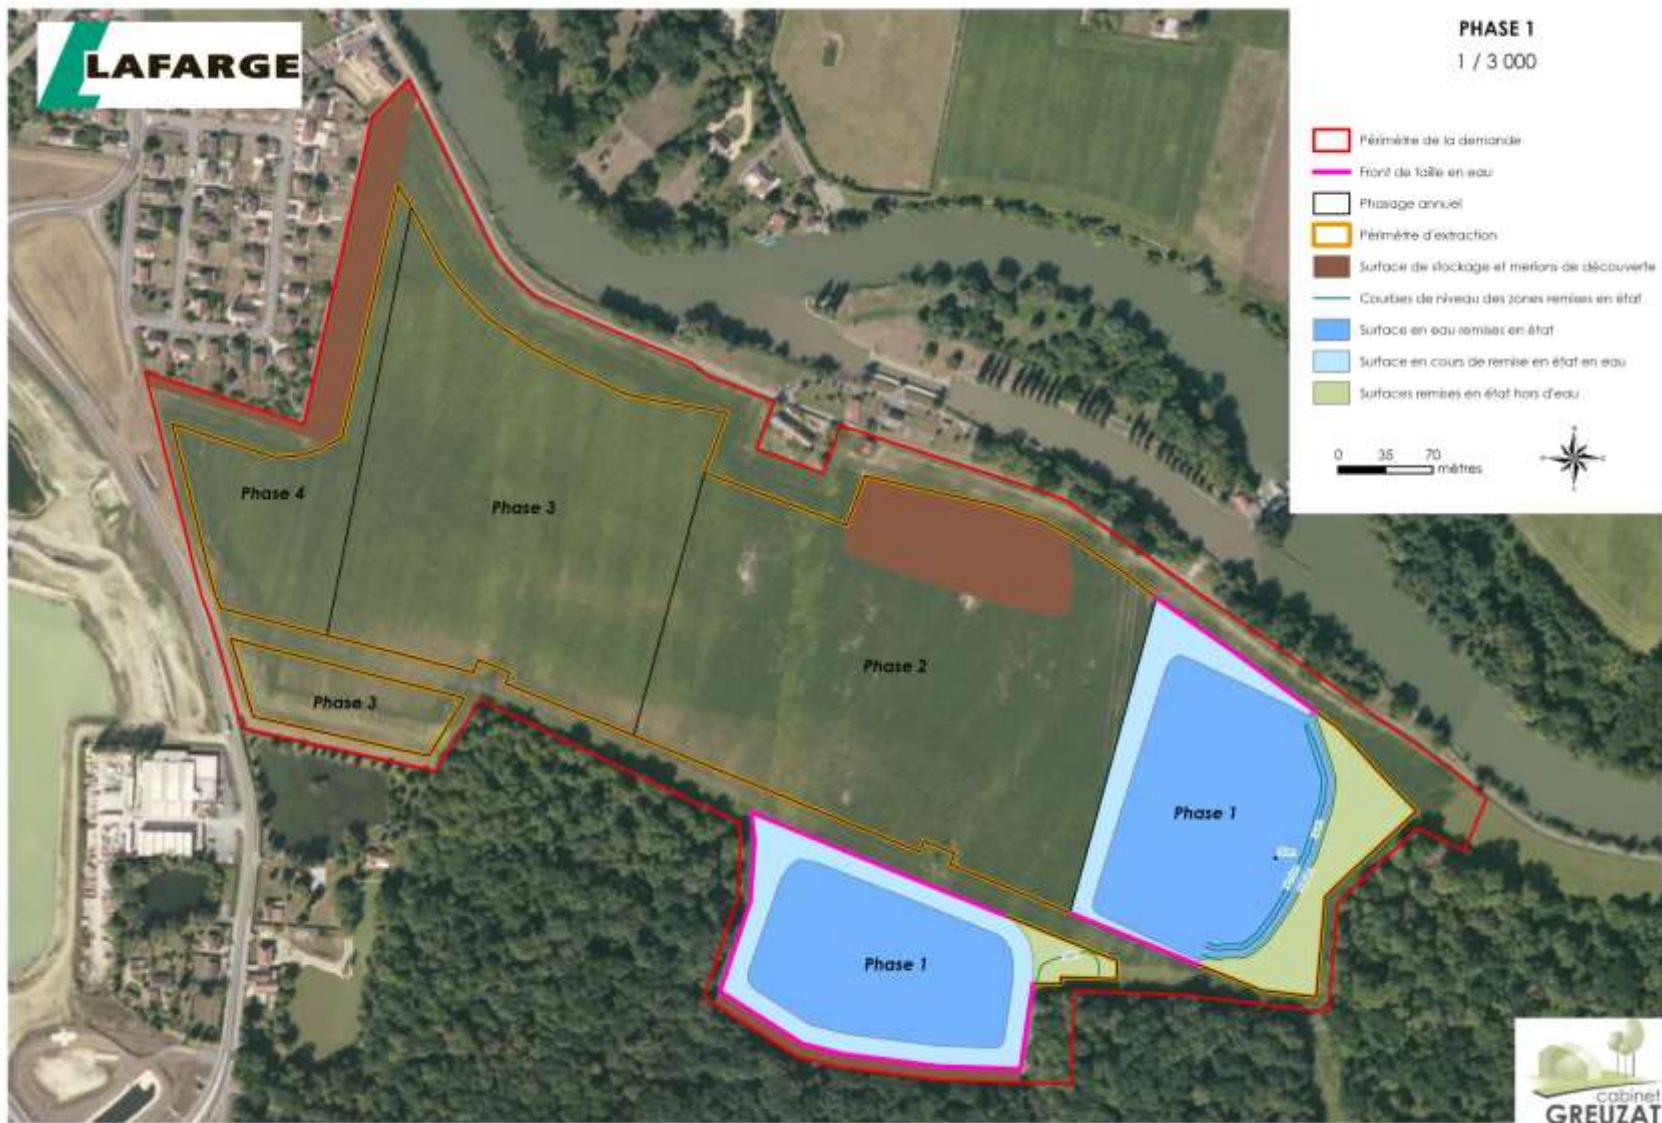 LAFARGE
PHASE 1
1 / 3 000
Périmètre de la demande
Front de taille en eau
Phasage annuel
Périmètre d'extraction
Surface de stockage et merlons de découverte
Courbes de niveau des zones remises en état
Surface en eau remises en état
Surface en cours de remise en état en eau
Surfaces remises en état hors d'eau
0 35 70
mètres
Phase 4
Phase 3
Phase 2
Phase 3
Phase 1
Phase 1
cabinet
GREUZAT